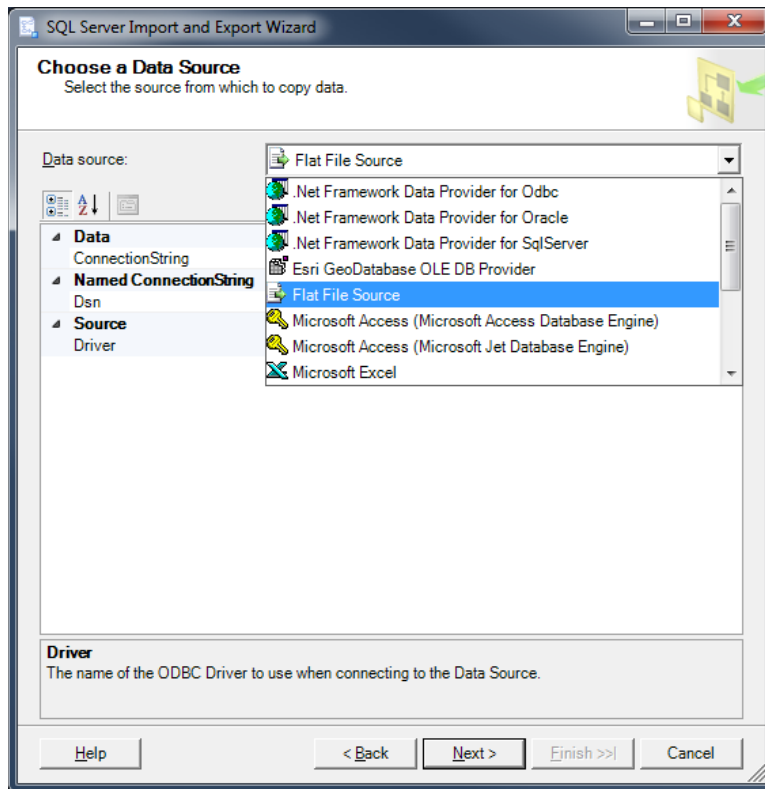 SQL Server Import and Export Wizard
Choose a Data Source
Select the source from which to copy data.
Data source:
Flat File Source
.Net Framework Data Provider for Odbc
.Net Framework Data Provider for Oracle
.Net Framework Data Provider for SqlServer
Esri GeoDatabase OLE DB Provider
Flat File Source
Microsoft Access (Microsoft Access Database Engine)
Microsoft Access (Microsoft Jet Database Engine)
Microsoft Excel
Data
ConnectionString
Named ConnectionString
Dsn
Source
Driver
Driver
The name of the ODBC Driver to use when connecting to the Data Source.
Help
< Back
Next >
Finish >>|
Cancel